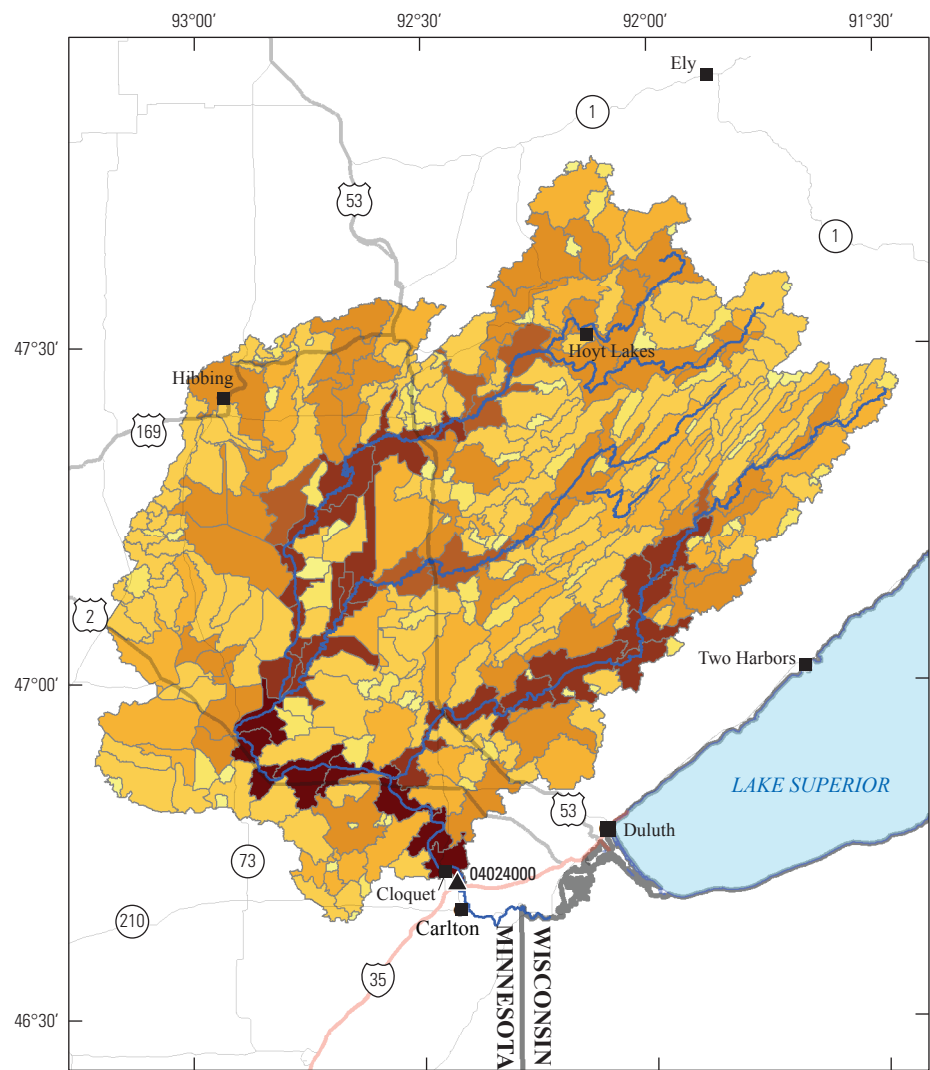 93°00′ 92°30′ 92°00′ 91°30′
Ely
1
53
1
47°30′
Hoyt Lakes
Hibbing
169
2
Two Harbors
47°00′
LAKE SUPERIOR
53
Duluth
73
04024000
Cloquet
210
Carlton
35
MINNESOTA
WISCONSIN
46°30′